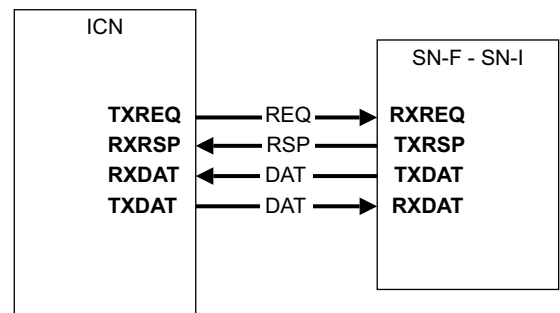 ICN
SN-F - SN-I
TXREQ REQ RXREQ
RXRSP RSP TXRSP
RXDAT DAT TXDAT
TXDAT DAT RXDAT